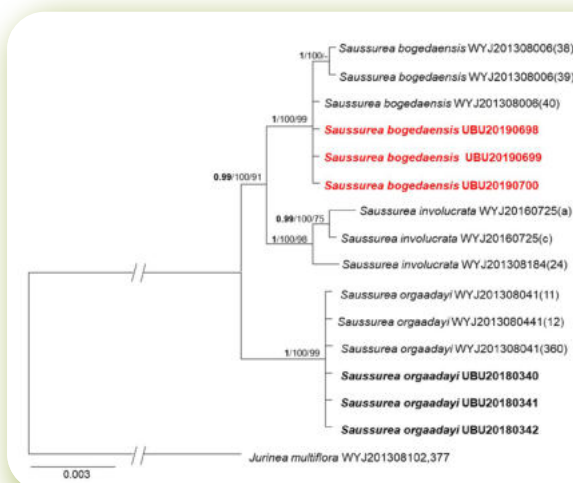 Saussurea bogedaensis WYJ201308006(38)
1/100/-
Saussurea bogedaensis WYJ201308006(39)
Saussurea bogedaensis WYJ201308006(40)
1/100/99
Saussurea bogedaensis UBU20190698
Saussurea bogedaensis UBU20190699
Saussurea bogedaensis UBU20190700
0.99/100/91
Saussurea involucrata WYJ20160725(a)
0.99/100/75
Saussurea involucrata WYJ20160725(c)
1/100/98
Saussurea involucrata WYJ201308184(24)
Saussurea orgaadayi WYJ201308041(11)
Saussurea orgaadayi WYJ2013080441(12)
Saussurea orgaadayi WYJ201308041(360)
1/100/99
Saussurea orgaadayi UBU20180340
Saussurea orgaadayi UBU20180341
Saussurea orgaadayi UBU20180342
Jurinea multiflora WYJ201308102,377
0.003